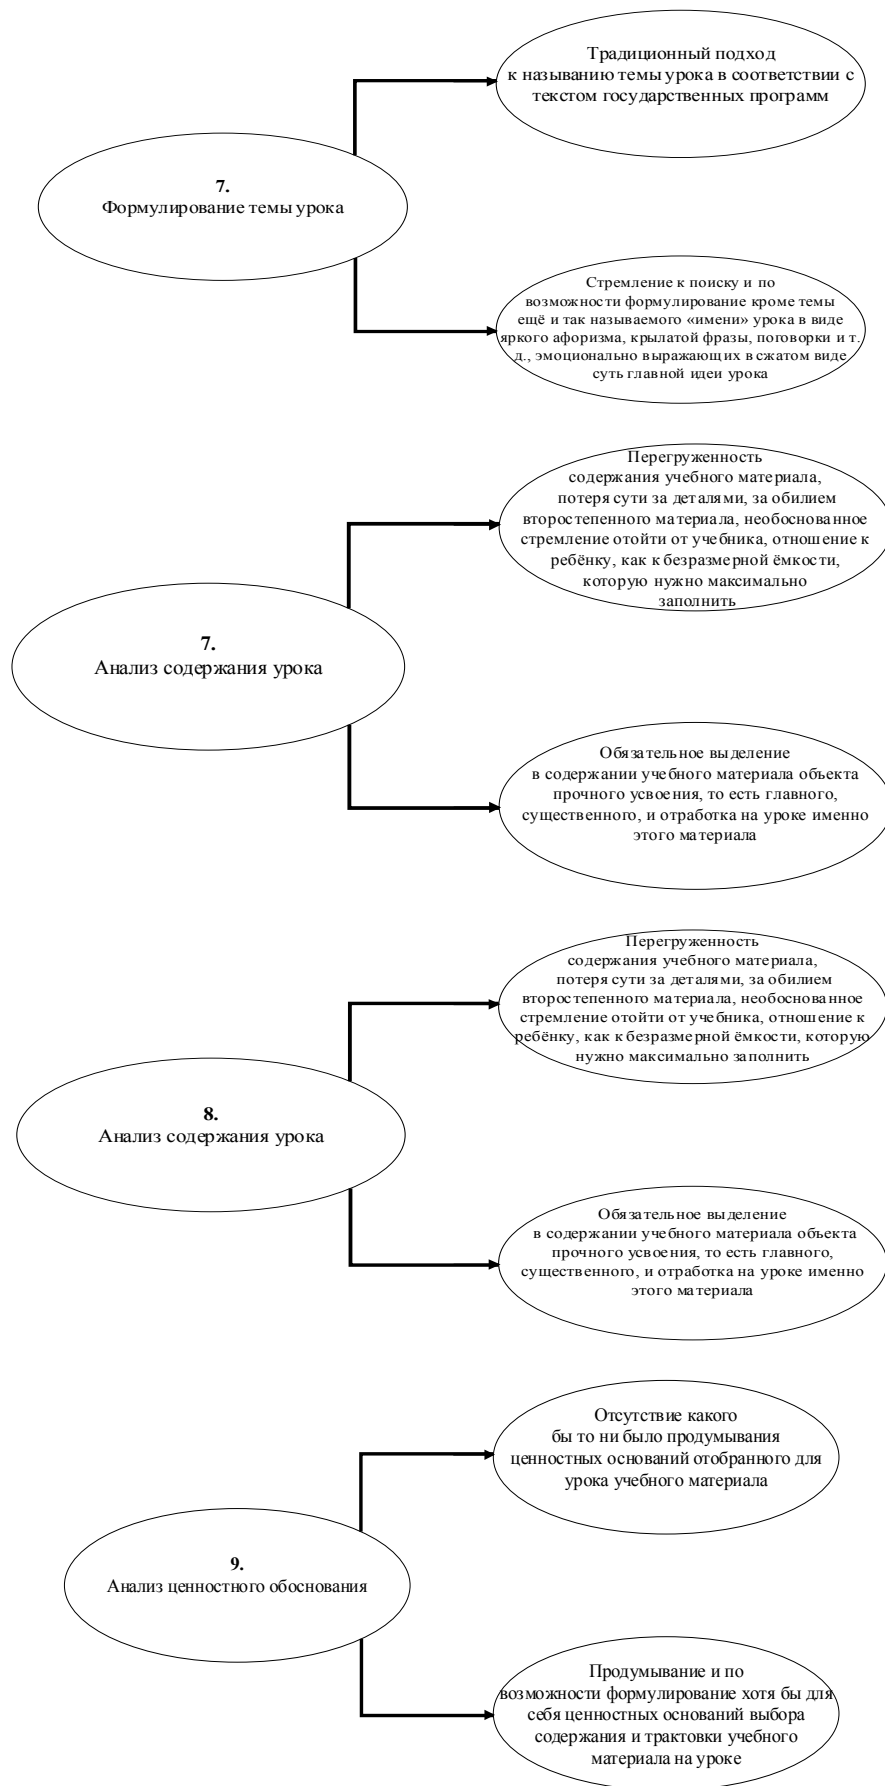 Традиционный подход
к называнию темы урока в соответствии с
текстом государственных программ
7.
Формулирование темы урока
Стремление к поиску и по
возможности формулирование кроме темы
ещё и так называемого «имени» урока в виде
яркого афоризма, крылатой фразы, поговорки и т.
д., эмоционально выражающих в сжатом виде
суть главной идеи урока
Перегруженность
содержания учебного материала,
потеря сути за деталями, за обилием
второстепенного материала, необоснованное
стремление отойти от учебника, отношение к
ребёнку, как к безразмерной ёмкости,
которую нужно максимально
заполнить
7.
Анализ содержания урока
Обязательное выделение
в содержании учебного материала объекта
прочного усвоения, то есть главного,
существенного, и отработка на уроке именно
этого материала
Перегруженность
содержания учебного материала,
потеря сути за деталями, за обилием
второстепенного материала, необоснованное
стремление отойти от учебника, отношение к
ребёнку, как к безразмерной ёмкости, которую
нужно максимально заполнить
8.
Анализ содержания урока
Обязательное выделение
в содержании учебного материала объекта
прочного усвоения, то есть главного,
существенного, и отработка на уроке именно
этого материала
Отсутствие какого
бы то ни было продумывания
ценностных оснований отобранного для
урока учебного материала
9.
Анализ ценностного обоснования
Продумывание и по
возможности формулирование хотя бы для
себя ценностных оснований выбора
содержания и трактовки учебного
материала на уроке